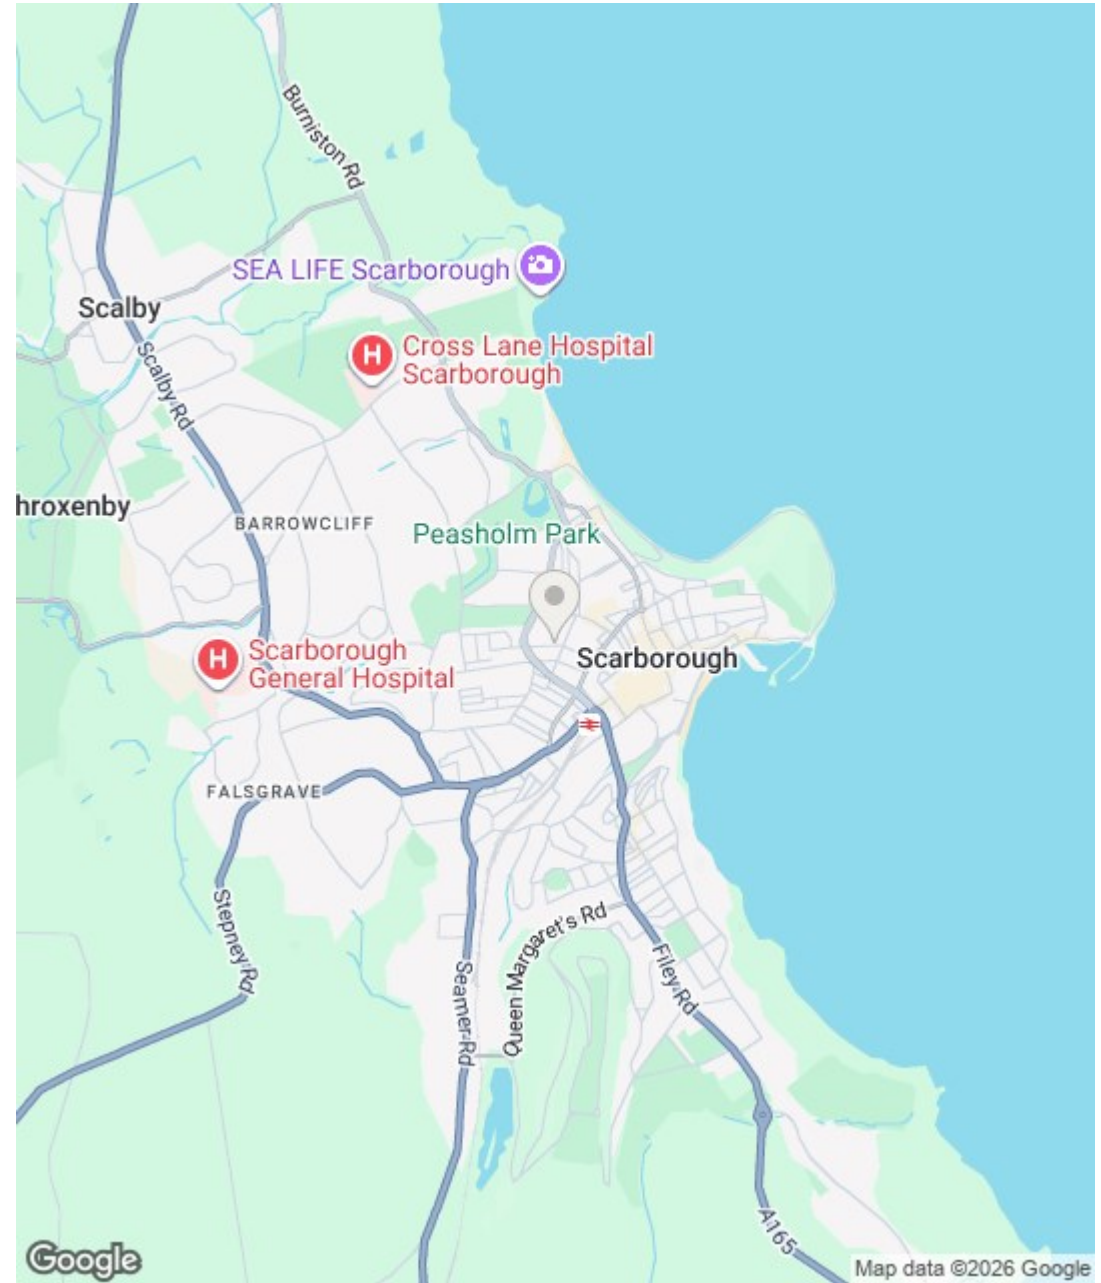 Burniston Rd
SEA LIFE Scarborough
Scalby
Cross Lane Hospital
Scarborough
Scalby Rd
hroxenby
BARROWCLIFF
Peasholm Park
Scarborough
General Hospital
Scarborough
FALSGRAVE
Stepney Rd
Queen Margaret's Rd
Seamer Rd
Filey Rd
A165
Google
Map data ©2026 Google